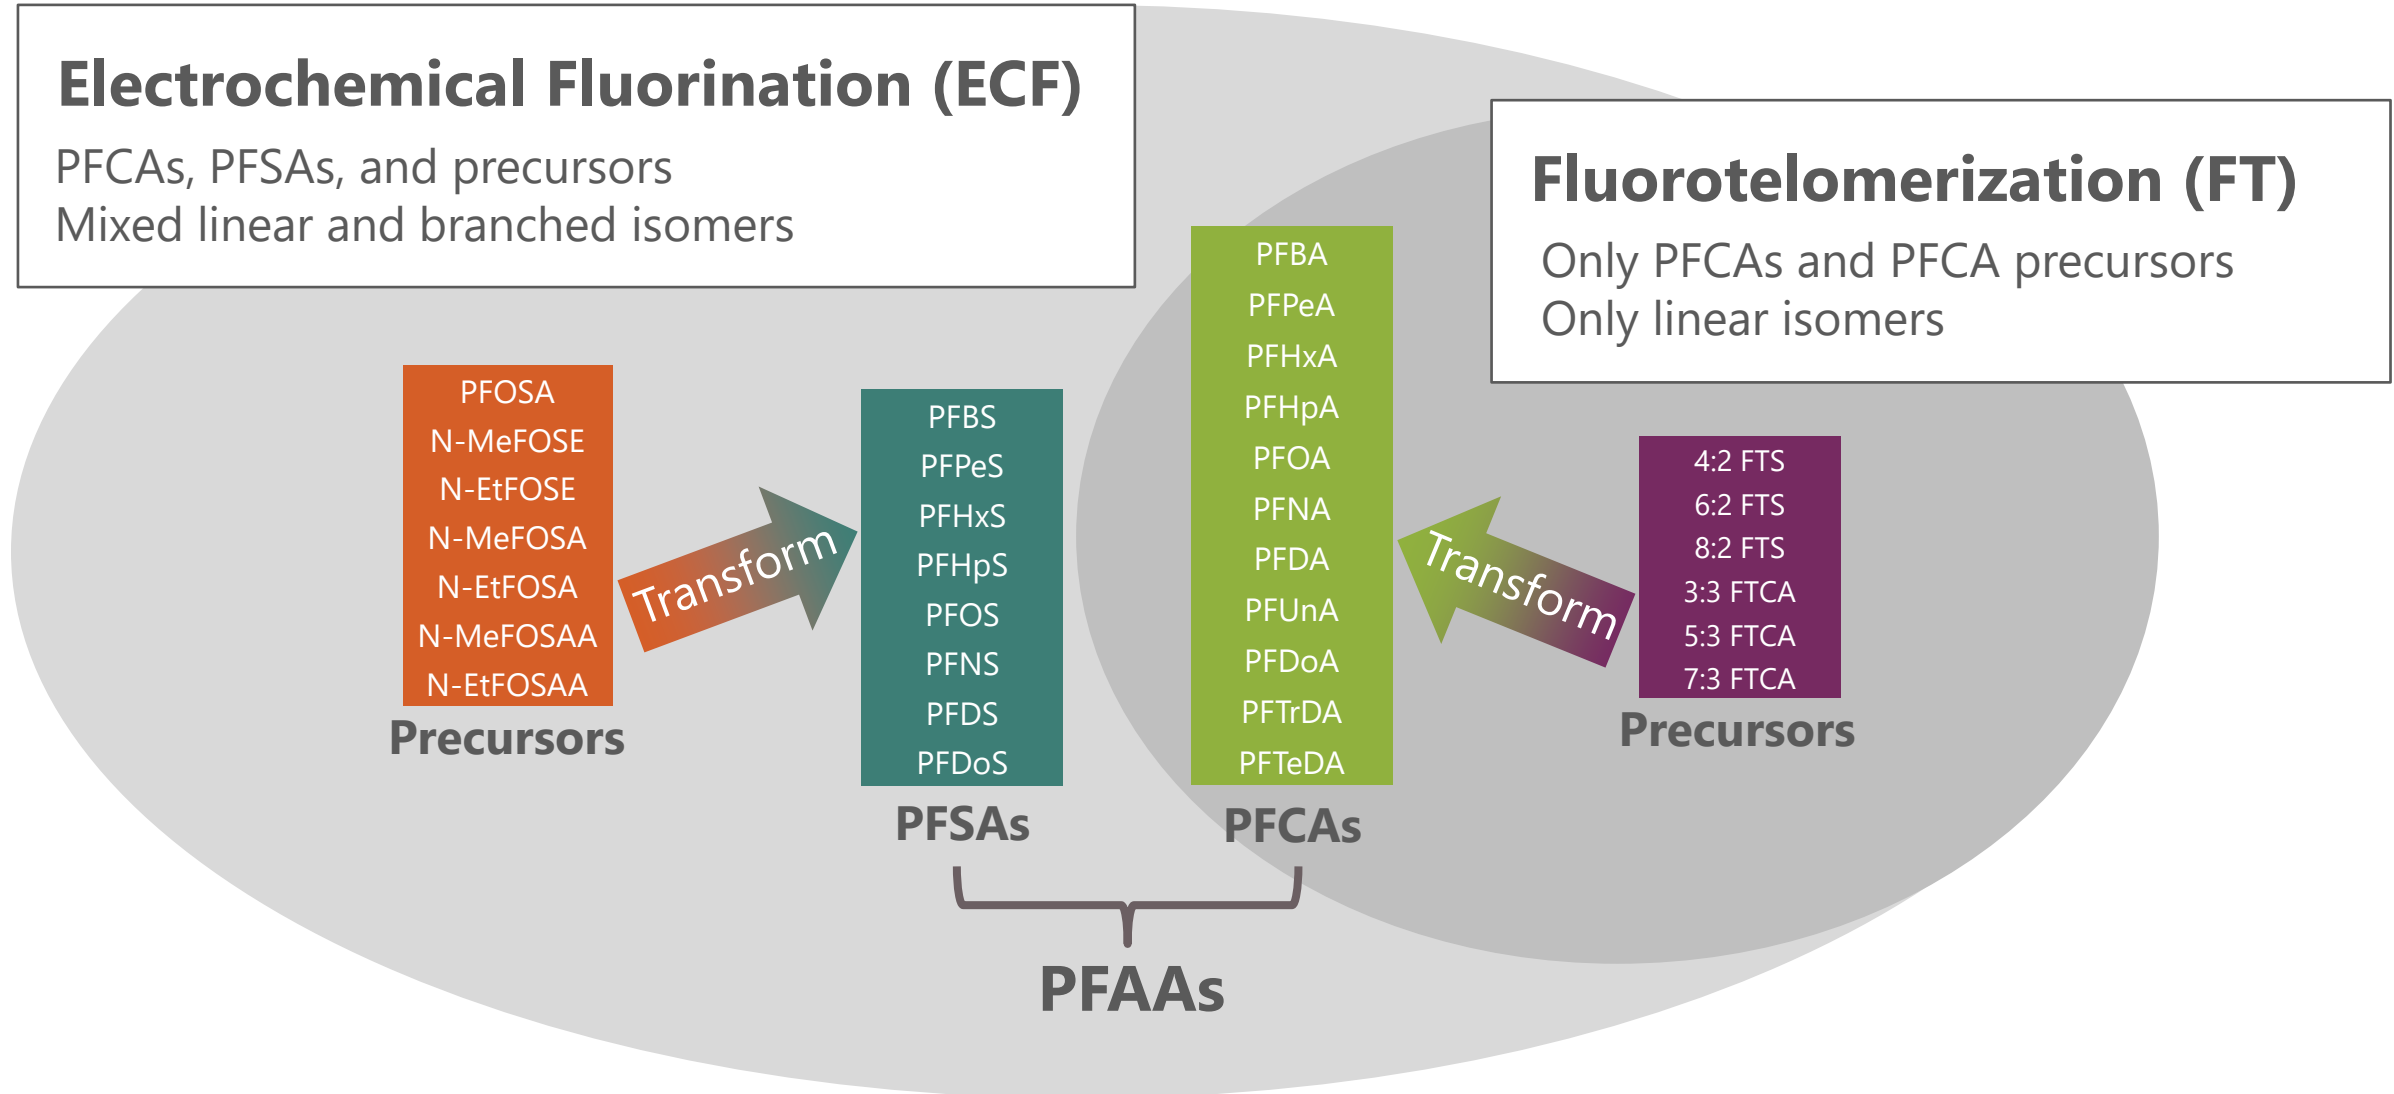 Electrochemical Fluorination (ECF)
PFCAs, PFSAs, and precursors
Mixed linear and branched isomers
Fluorotelomerization (FT)
Only PFCAs and PFCA precursors
Only linear isomers
PFOSA
N-MeFOSE
N-EtFOSE
N-MeFOSA
N-EtFOSA
N-MeFOSAA
N-EtFOSAA
Precursors
Transform
PFBS
PFPeS
PFHxS
PFHpS
PFOS
PFNS
PFDS
PFDoS
PFSAs
PFBA
PFPeA
PFHxA
PFHpA
PFOA
PFNA
PFDA
PFUnA
PFDoA
PFTrDA
PFTeDA
PFCAs
Transform
4:2 FTS
6:2 FTS
8:2 FTS
3:3 FTCA
5:3 FTCA
7:3 FTCA
Precursors
PFAAs